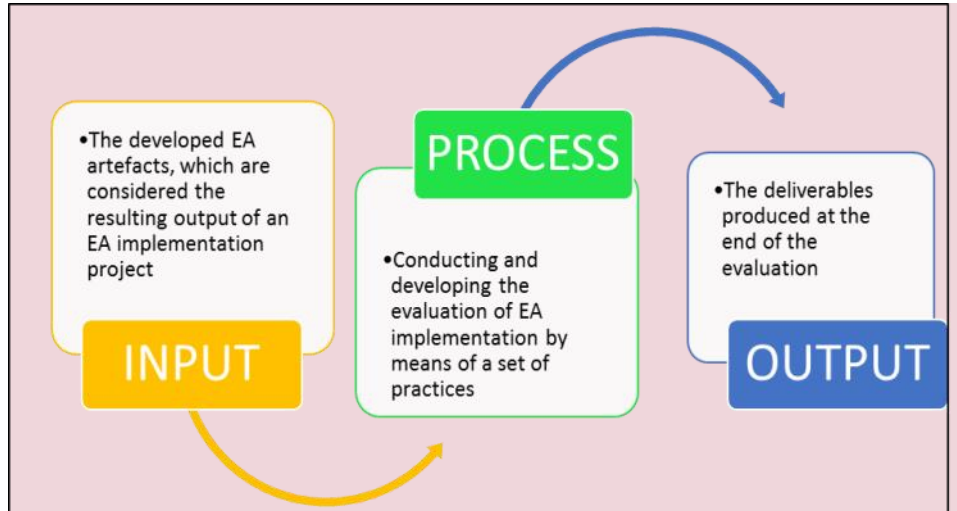 •The developed EA
artefacts, which are
considered the
resulting output of an
EA implementation
project
INPUT
PROCESS
•Conducting and
developing the
evaluation of EA
implementation by
means of a set of
practices
•The deliverables
produced at the
end of the
evaluation
OUTPUT